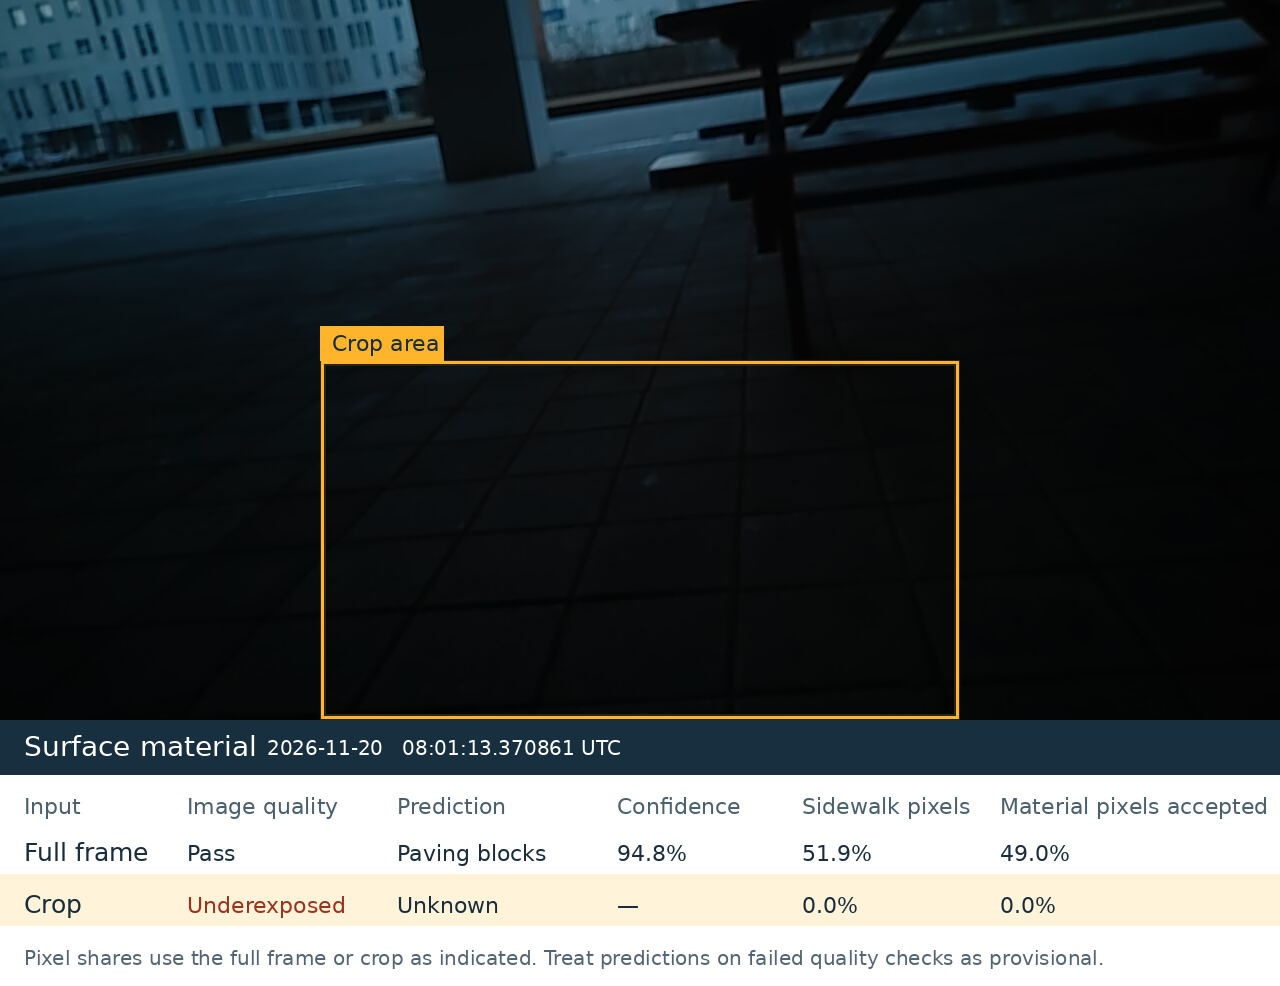 Crop area
Surface material 2026-11-20 08:01:13.370861 UTC
Input Image quality Prediction Confidence Sidewalk pixels Material pixels accepted
Full frame Pass Paving blocks 94.8% 51.9% 49.0%
Crop Underexposed Unknown — 0.0% 0.0%
Pixel shares use the full frame or crop as indicated. Treat predictions on failed quality checks as provisional.